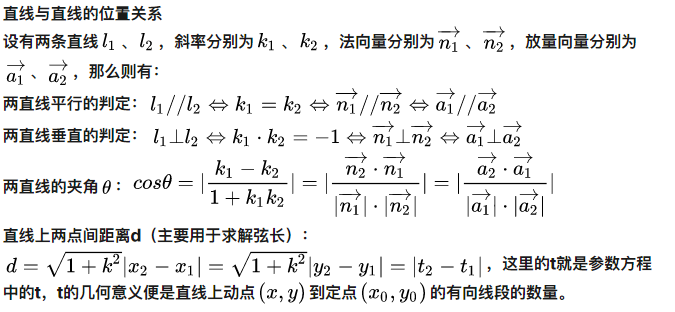 直线与直线的位置关系
设有两条直线 $l_1$ 、$l_2$ ，斜率分别为 $k_1$ 、$k_2$ ，法向量分别为 $\overrightarrow{n_1}$ 、$\overrightarrow{n_2}$ ，放量向量分别为
$\overrightarrow{a_1}$ 、$\overrightarrow{a_2}$ ，那么则有：
两直线平行的判定： $l_1 // l_2 \Leftrightarrow k_1 = k_2 \Leftrightarrow \overrightarrow{n_1} // \overrightarrow{n_2} \Leftrightarrow \overrightarrow{a_1} // \overrightarrow{a_2}$
两直线垂直的判定： $l_1 \bot l_2 \Leftrightarrow k_1 \cdot k_2 = -1 \Leftrightarrow \overrightarrow{n_1} \bot \overrightarrow{n_2} \Leftrightarrow \overrightarrow{a_1} \bot \overrightarrow{a_2}$
两直线的夹角 $\theta$ ： $cos\theta = |\frac{k_1 - k_2}{1 + k_1 k_2}| = |\frac{\overrightarrow{n_2} \cdot \overrightarrow{n_1}}{|\overrightarrow{n_1}| \cdot |\overrightarrow{n_2}|}| = |\frac{\overrightarrow{a_2} \cdot \overrightarrow{a_1}}{|\overrightarrow{a_1}| \cdot |\overrightarrow{a_2}|}|$
直线上两点间距离d（主要用于求解弦长）：
$d = \sqrt{1 + k^2}|x_2 - x_1| = \sqrt{1 + k^2}|y_2 - y_1| = |t_2 - t_1|$ ，这里的t就是参数方程
中的t，t的几何意义便是直线上动点 $(x, y)$ 到定点 $(x_0, y_0)$ 的有向线段的数量。